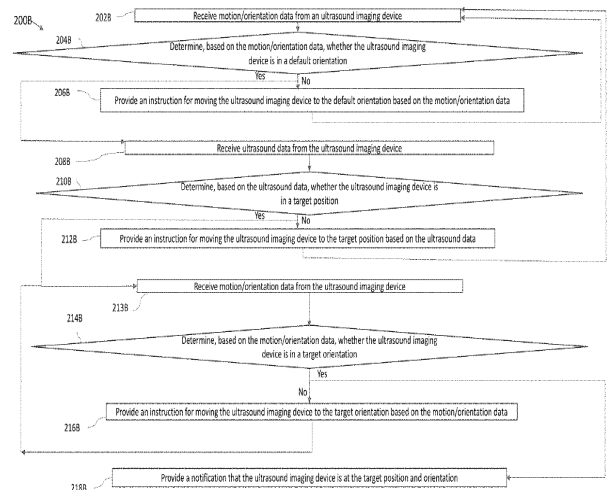 200B
202B
Receive motion/orientation data from an ultrasound imaging device
204B
Determine, based on the motion/orientation data, whether the ultrasound imaging
device is in a default orientation
Yes
No
206B
Provide an instruction for moving the ultrasound imaging device to the default orientation based on the motion/orientation data
Receive ultrasound data from the ultrasound imaging device
208B
210B
Determine, based on the ultrasound data, whether the ultrasound imaging device is
in a target position
Yes
No
212B
Provide an instruction for moving the ultrasound imaging device to the target position based on the ultrasound data
Receive motion/orientation data from the ultrasound imaging device
213B
214B
Determine, based on the motion/orientation data, whether the ultrasound imaging
device is in a target orientation
Yes
No
Provide an instruction for moving the ultrasound imaging device to the target orientation based on the motion/orientation data
216B
Provide a notification that the ultrasound imaging device is at the target position and orientation
218B